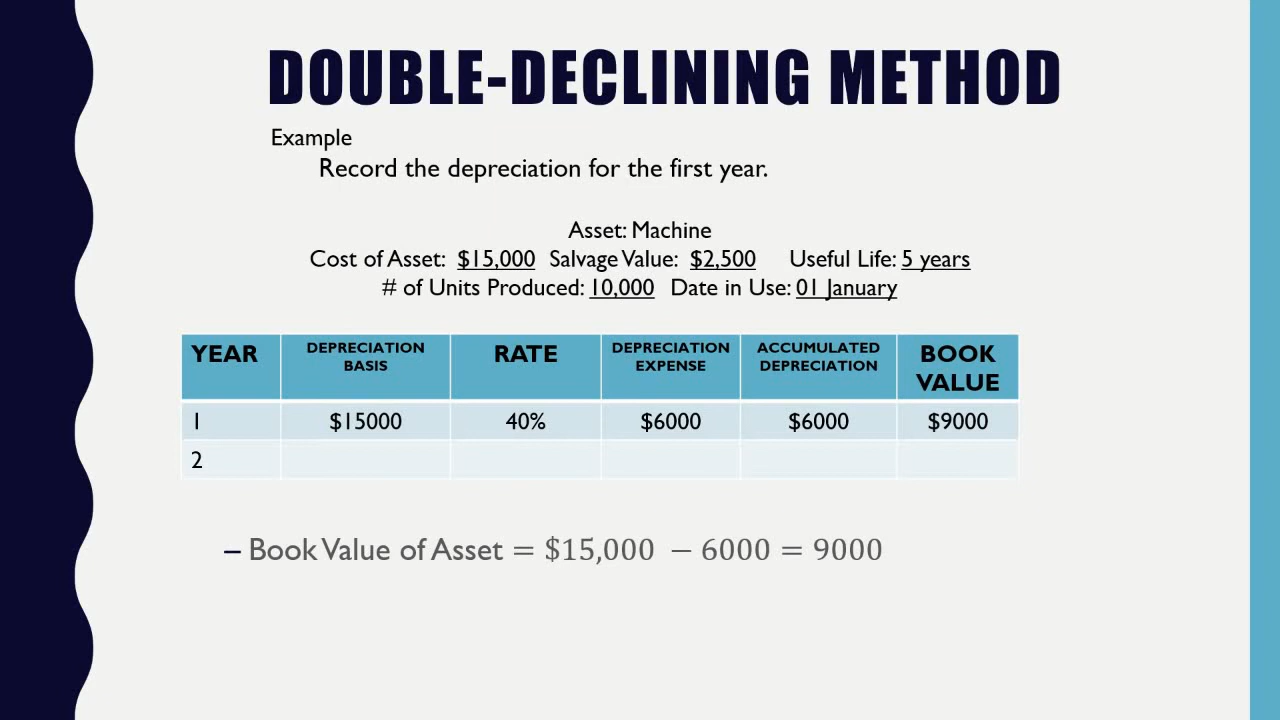 DOUBLE-DECLINING METHOD
Example
Record the depreciation for the first year.
Asset: Machine
Cost of Asset: $15,000 Salvage Value: $2,500 Useful Life: 5 years
# of Units Produced: 10,000 Date in Use: 01 January
YEAR DEPRECIATION BASIS RATE DEPRECIATION EXPENSE ACCUMULATED DEPRECIATION BOOK VALUE
1 $15000 40% $6000 $6000 $9000
2
– Book Value of Asset = $15,000 − 6000 = 9000